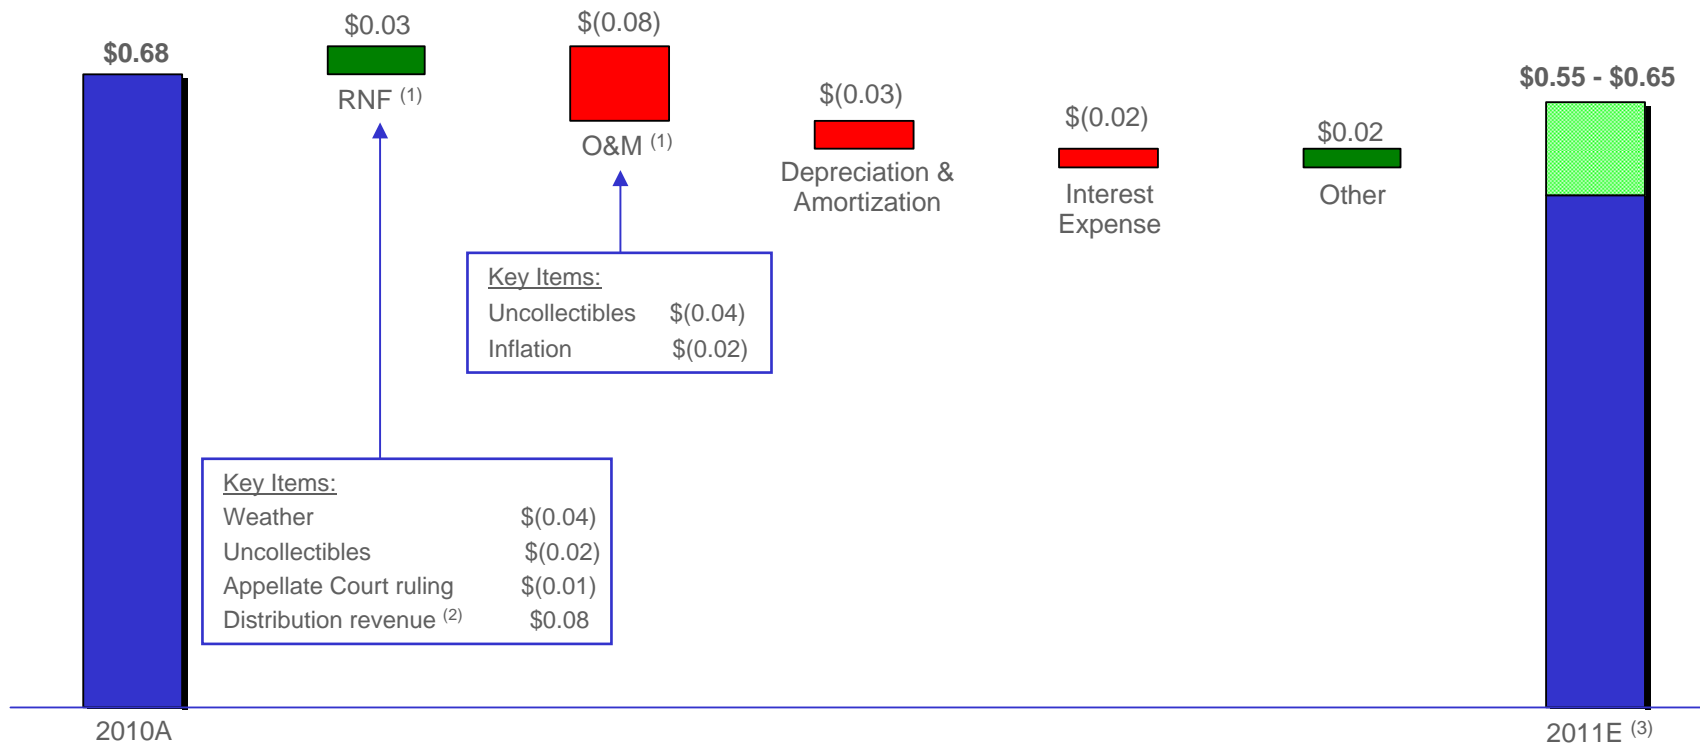 $0.68
$0.03
RNF (1)
$(0.08)
O&M (1)
$(0.03)
Depreciation &
Amortization
$(0.02)
Interest
Expense
$0.02
Other
$0.55 - $0.65
Key Items:
Uncollectibles $(0.04)
Inflation $(0.02)
Key Items:
Weather $(0.04)
Uncollectibles $(0.02)
Appellate Court ruling $(0.01)
Distribution revenue (2) $0.08
2010A
2011E (3)